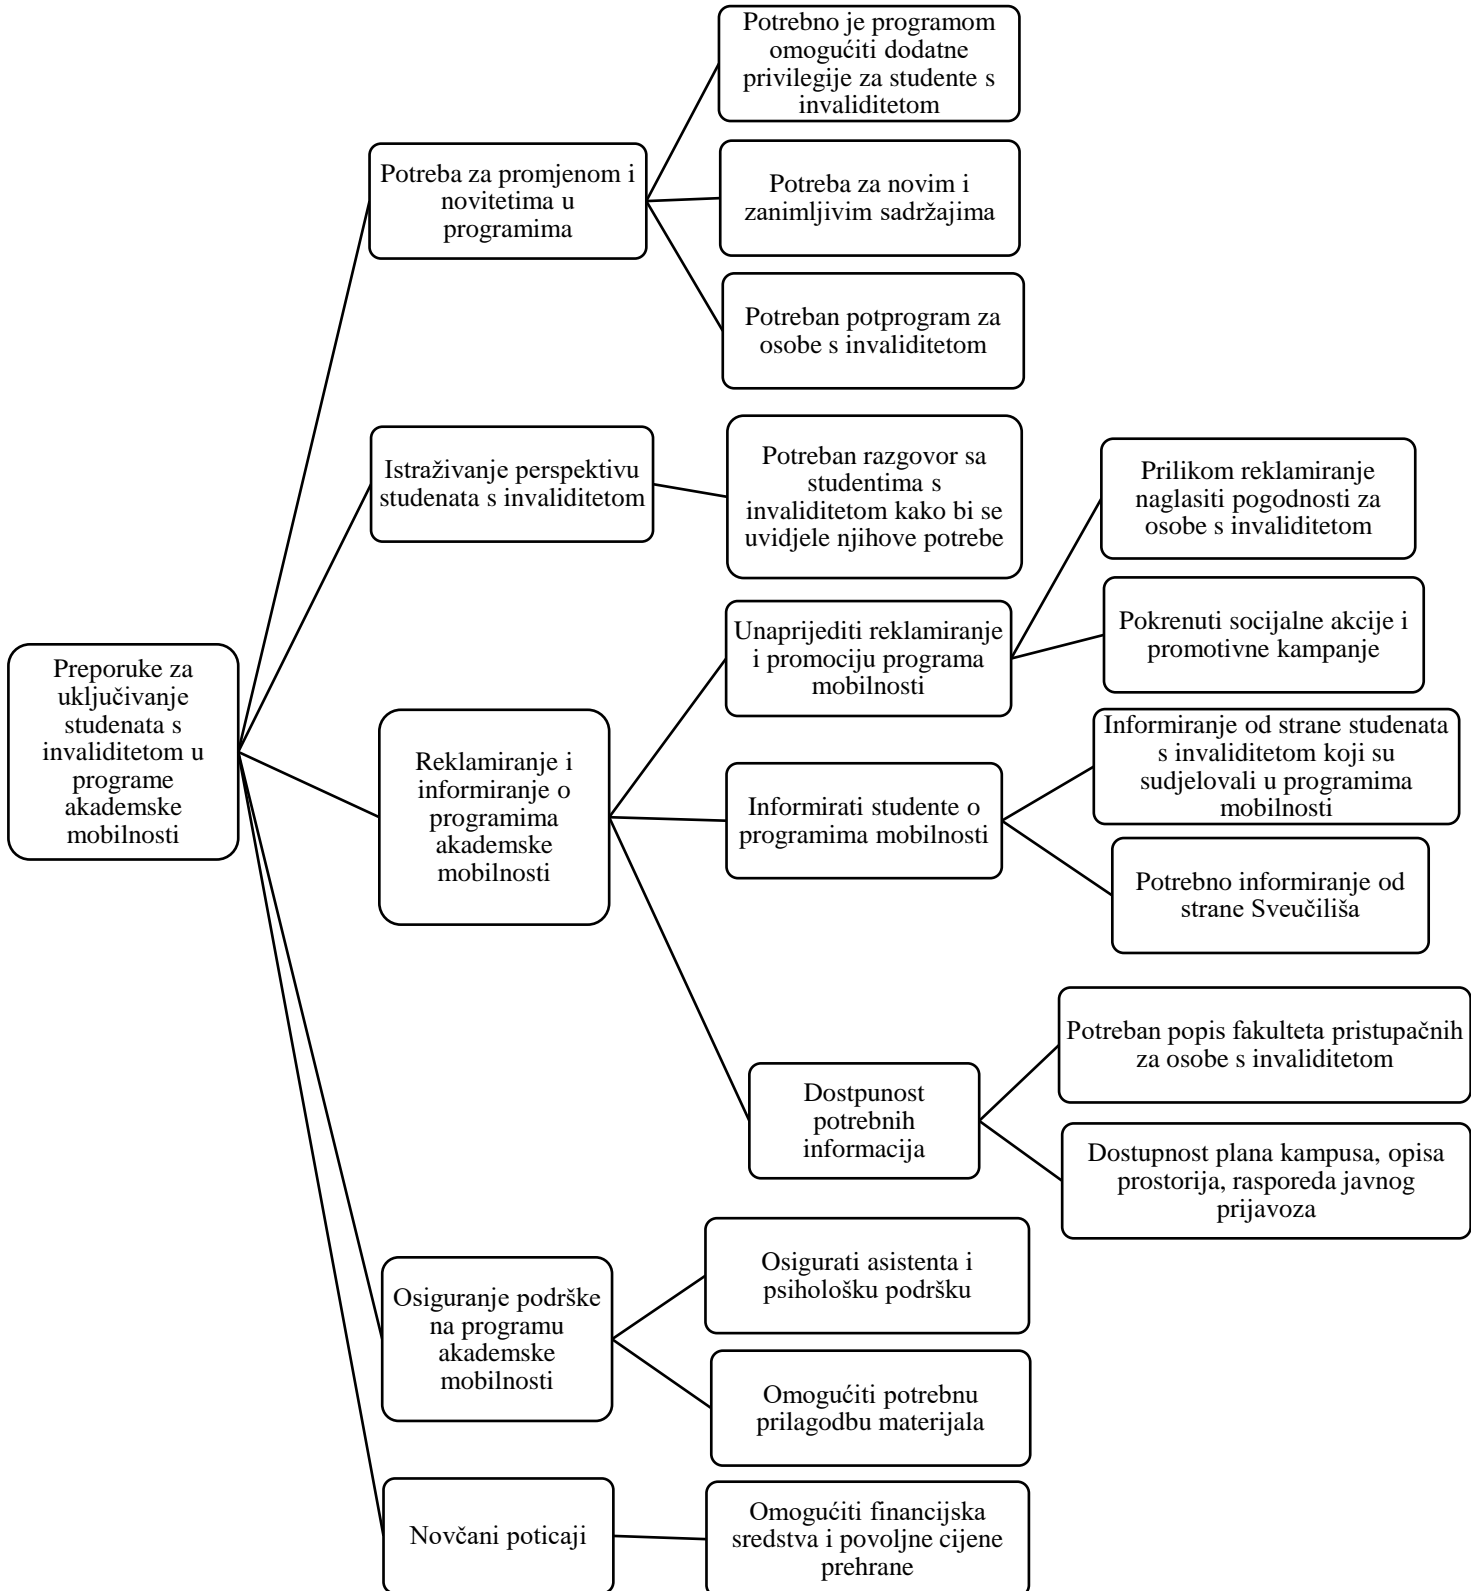 Preporuke za
uključivanje
studenata s
invaliditetom u
programe
akademske
mobilnosti
Potreba za promjenom i
novitetima u
programima
Potrebno je programom
omogućiti dodatne
privilegije za studente s
invaliditetom
Potreba za novim i
zanimljivim sadržajima
Potreban potprogram za
osobe s invaliditetom
Istraživanje perspektivu
studenata s invaliditetom
Potreban razgovor sa
studentima s
invaliditetom kako bi se
uvidjele njihove potrebe
Reklamiranje i
informiranje o
programima
akademske
mobilnosti
Unaprijediti reklamiranje
i promociju programa
mobilnosti
Prilikom reklamiranje
naglasiti pogodnosti za
osobe s invaliditetom
Pokrenuti socijalne akcije i
promotivne kampanje
Informirati studente o
programima mobilnosti
Informiranje od strane studenata
s invaliditetom koji su
sudjelovali u programima
mobilnosti
Potrebno informiranje od
strane Sveučiliša
Dostpunost
potrebnih
informacija
Potreban popis fakulteta pristupačnih
za osobe s invaliditetom
Dostupnost plana kampusa, opisa
prostorija, rasporeda javnog
prijavoza
Osiguranje podrške
na programu
akademske
mobilnosti
Osigurati asistenta i
psihološku podršku
Omogućiti potrebnu
prilagodbu materijala
Novčani poticaji
Omogućiti financijska
sredstva i povoljne cijene
prehrane